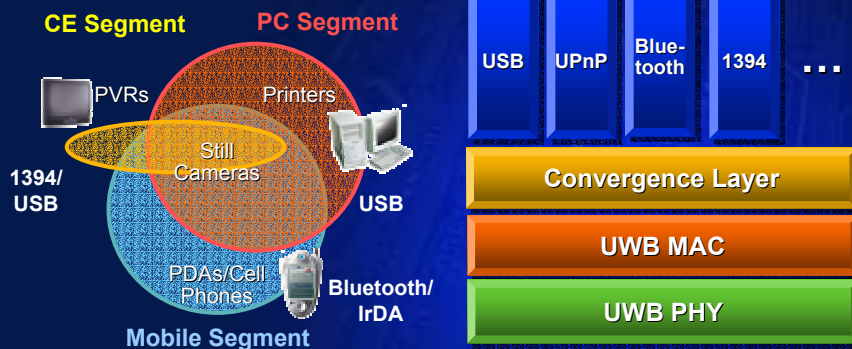 CE Segment
PC Segment
PVRs
Printers
Still
Cameras
1394/
USB
USB
PDAs/Cell
Phones
Bluetooth/
IrDA
Mobile Segment
USB
UPnP
Blue-
tooth
1394
...
Convergence Layer
UWB MAC
UWB PHY